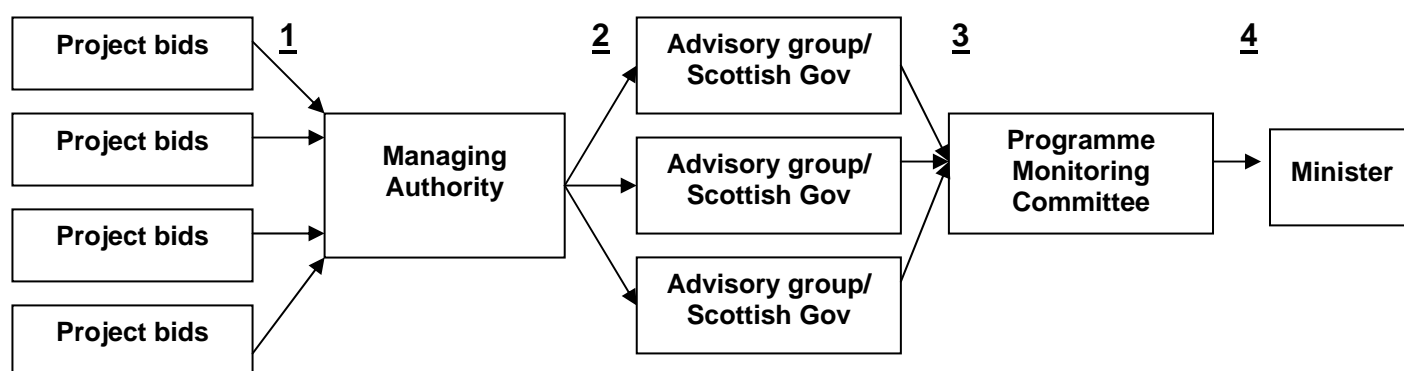 Project bids
Project bids
Project bids
Project bids
1
Managing
Authority
2
Advisory group/
Scottish Gov
Advisory group/
Scottish Gov
Advisory group/
Scottish Gov
3
Programme
Monitoring
Committee
4
Minister